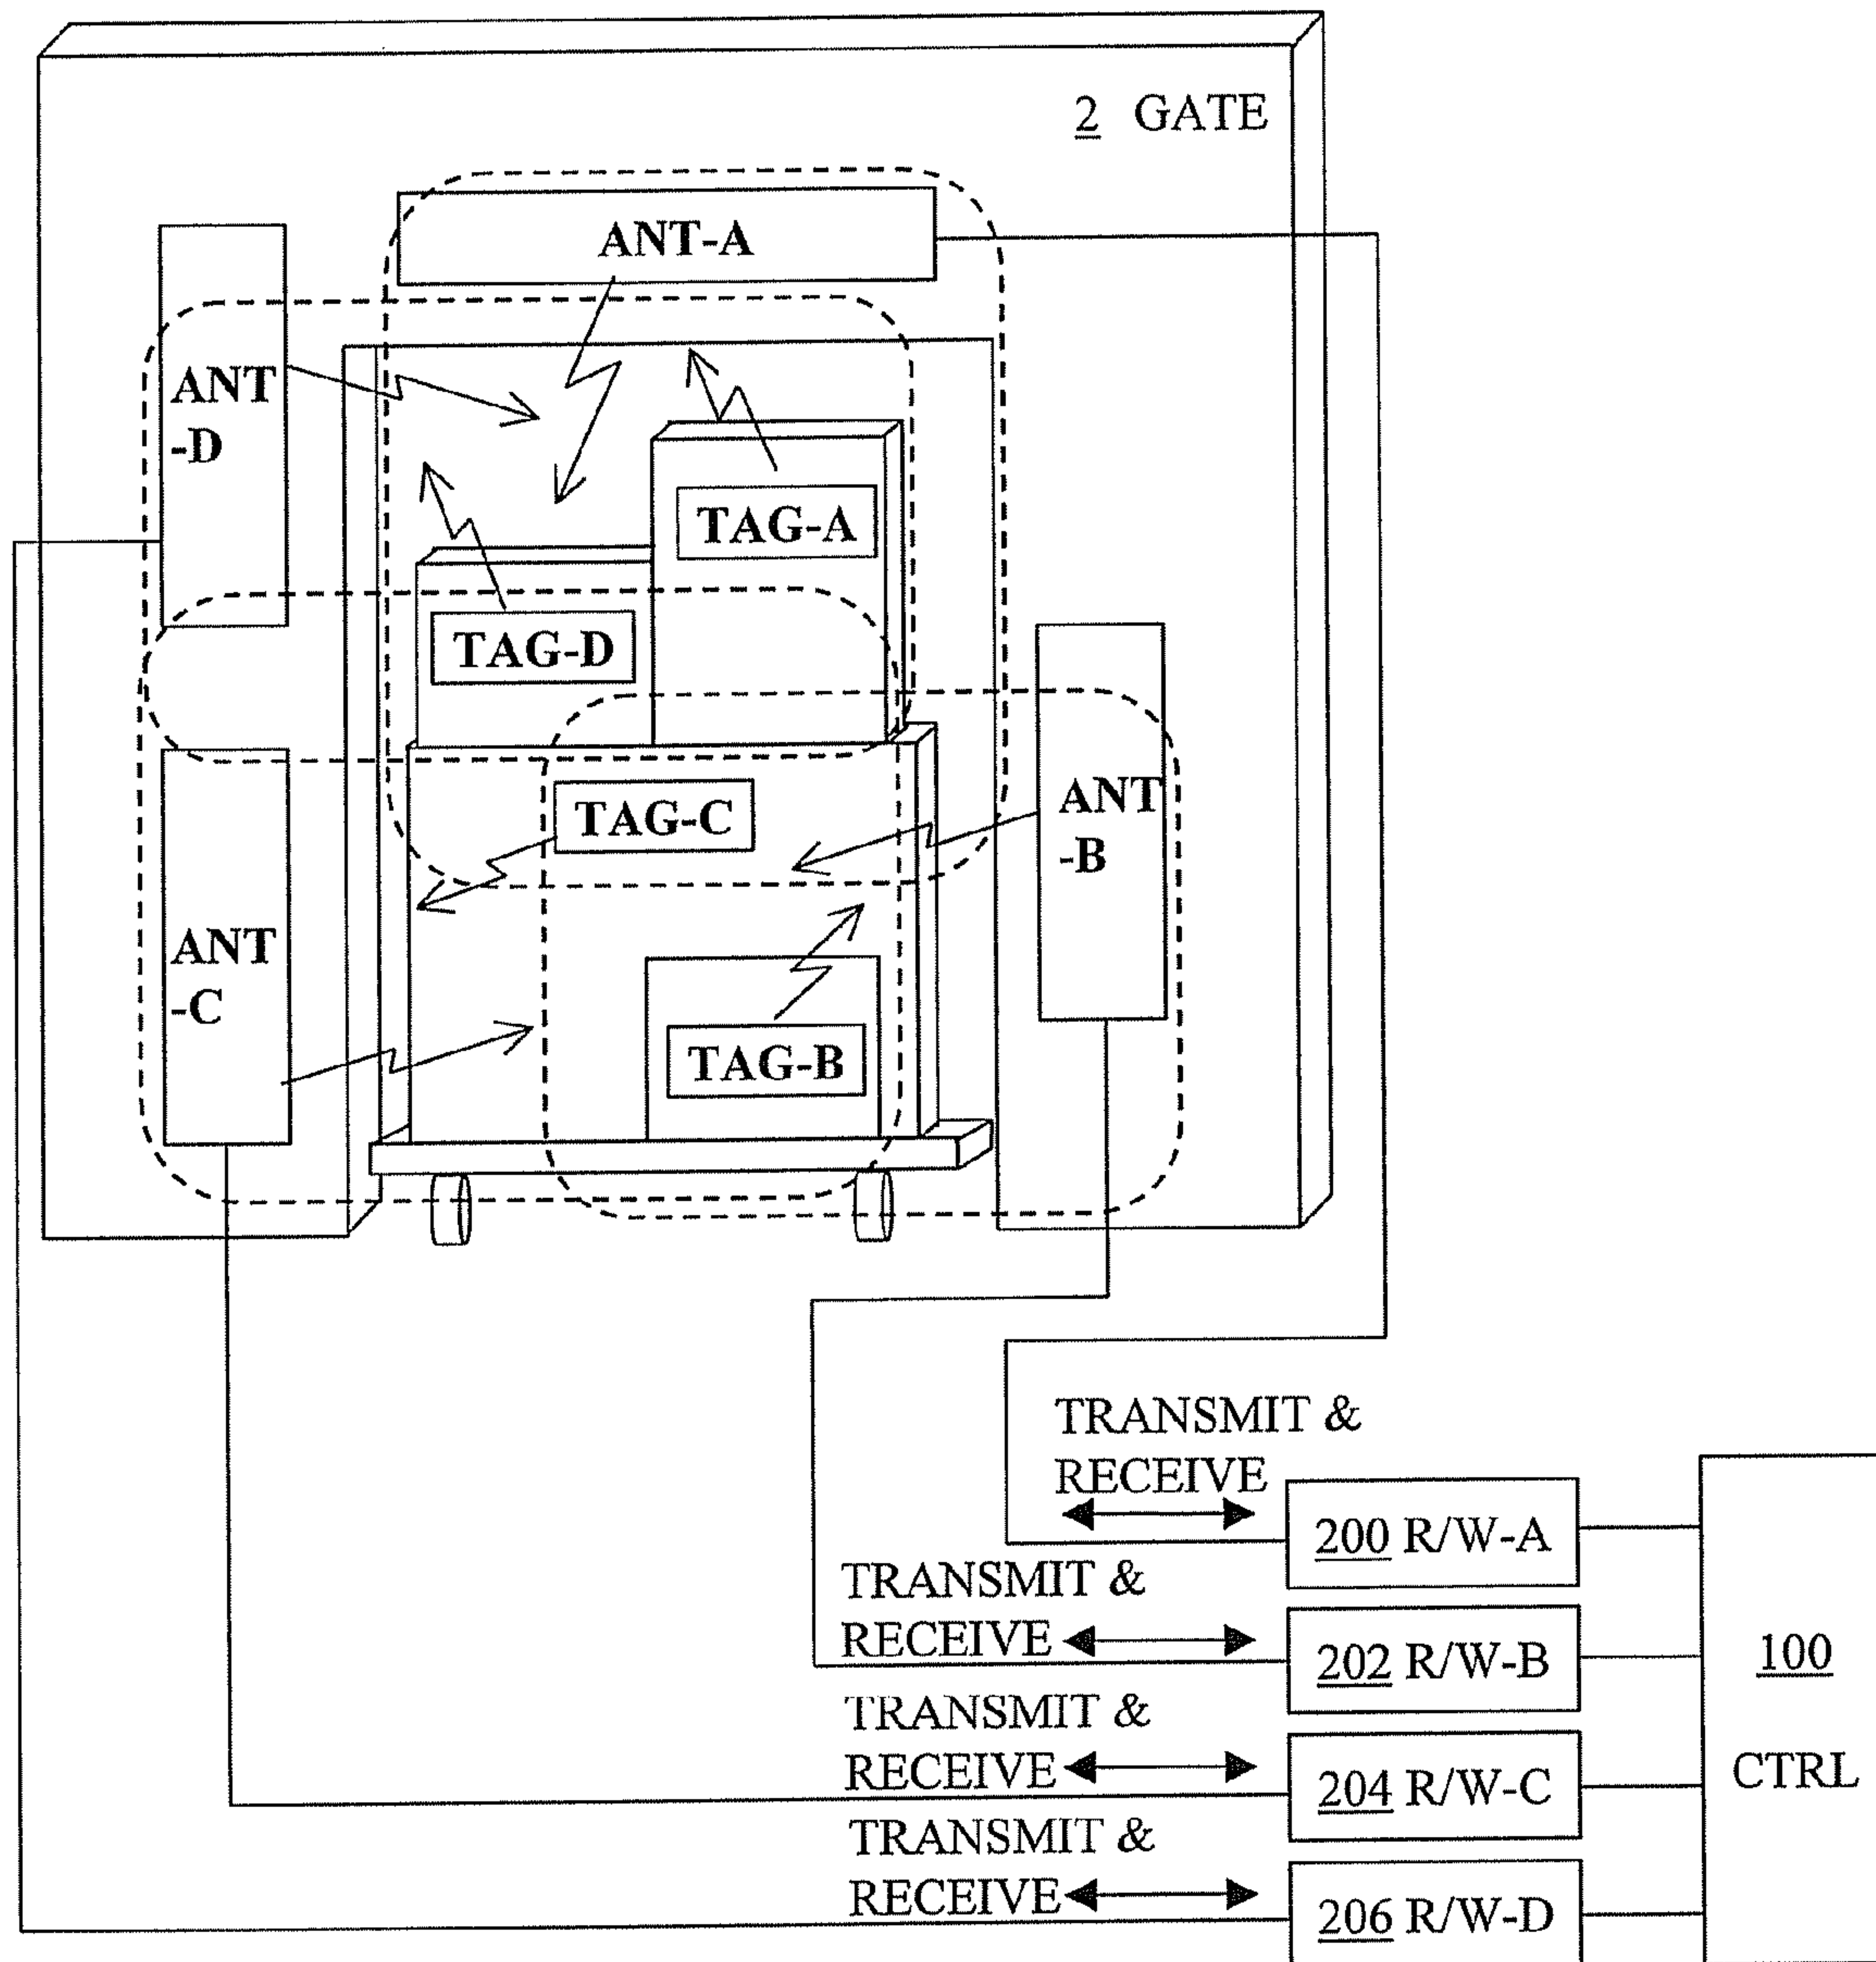 2 GATE
ANT-A
ANT
-D
TAG-A
TAG-D
TAG-C
ANT
-B
ANT
-C
TAG-B
TRANSMIT &
RECEIVE
200 R/W-A
TRANSMIT &
RECEIVE
202 R/W-B
100
CTRL
TRANSMIT &
RECEIVE
204 R/W-C
TRANSMIT &
RECEIVE
206 R/W-D